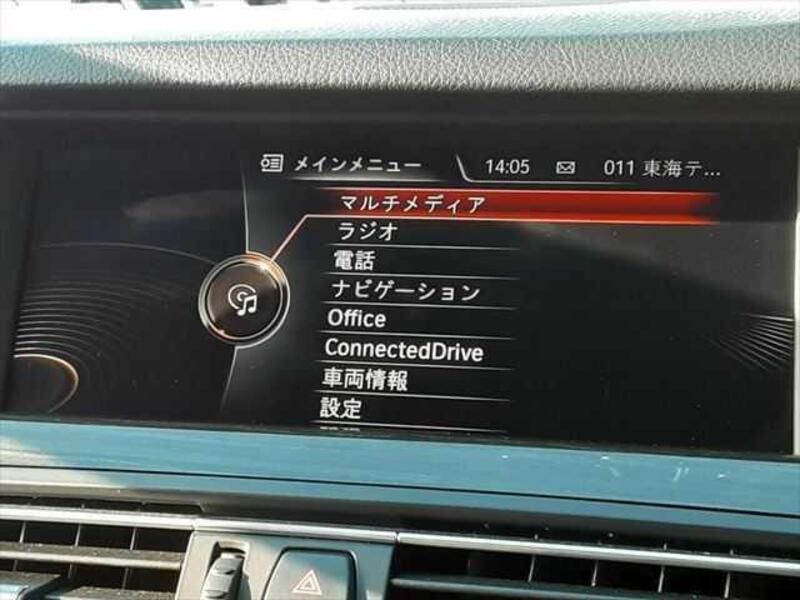 メインメニュー 14:05 011 東海テ...
マルチメディア
ラジオ
電話
ナビゲーション
Office
ConnectedDrive
車両情報
設定